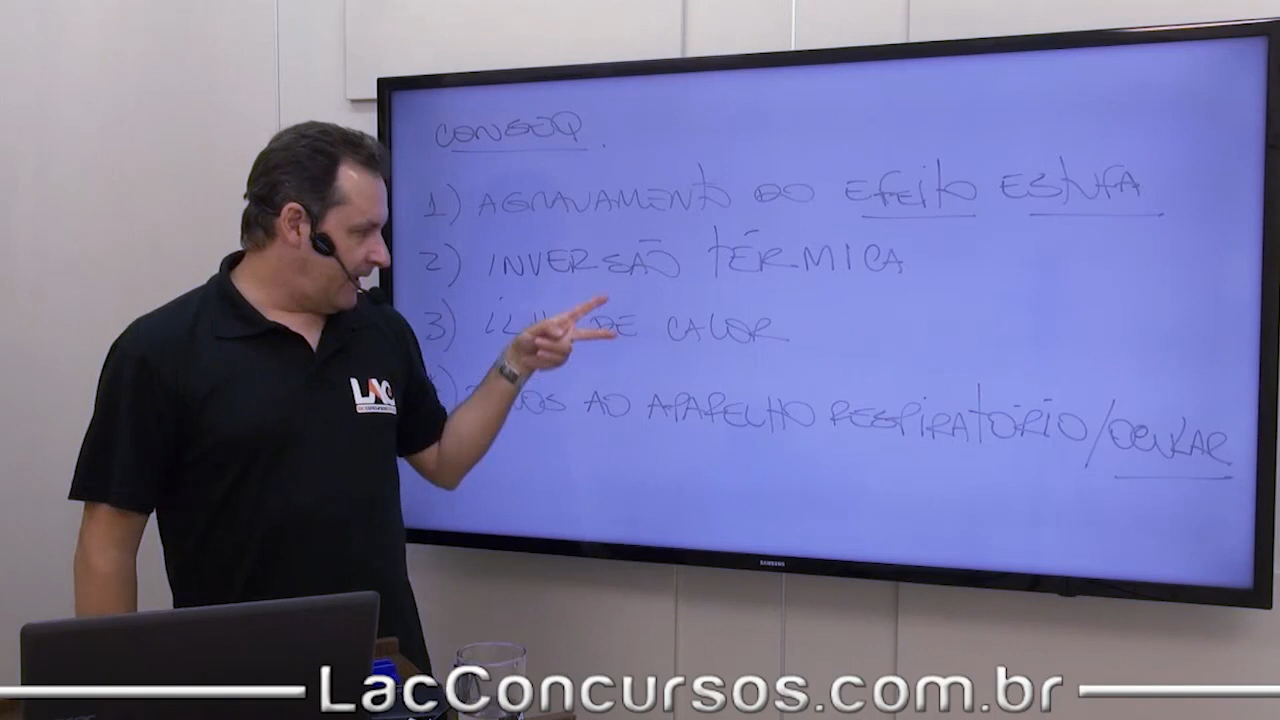 CONSEQ.
1) AGRAVAMENTO DO EFEITO ESTUFA
2) INVERSÃO TÉRMICA
3) DE CALOR
AO APARELHO RESPIRATÓRIO/OCULAR
LAC
SAMSUNG
LacConcursos.com.br